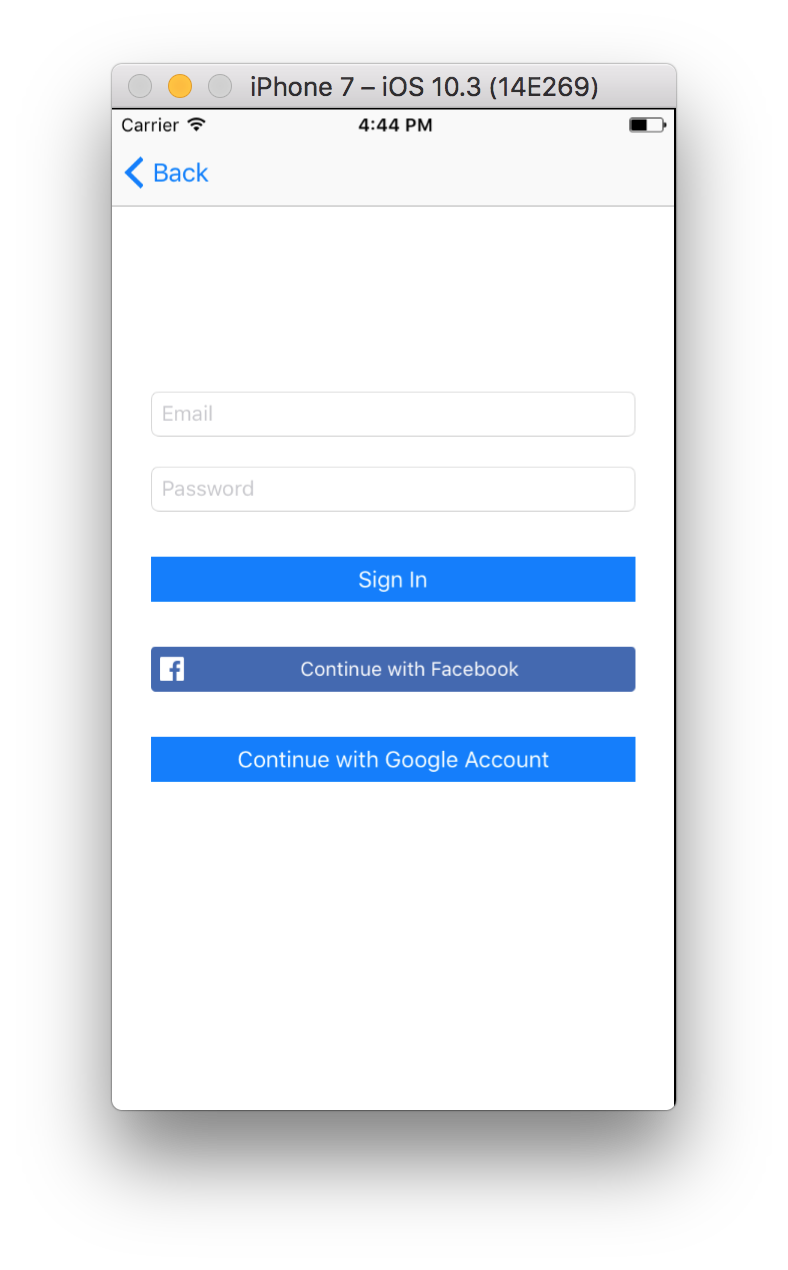 iPhone 7 – iOS 10.3 (14E269)
Carrier 4:44 PM
Back
Email
Password
Sign In
Continue with Facebook
Continue with Google Account